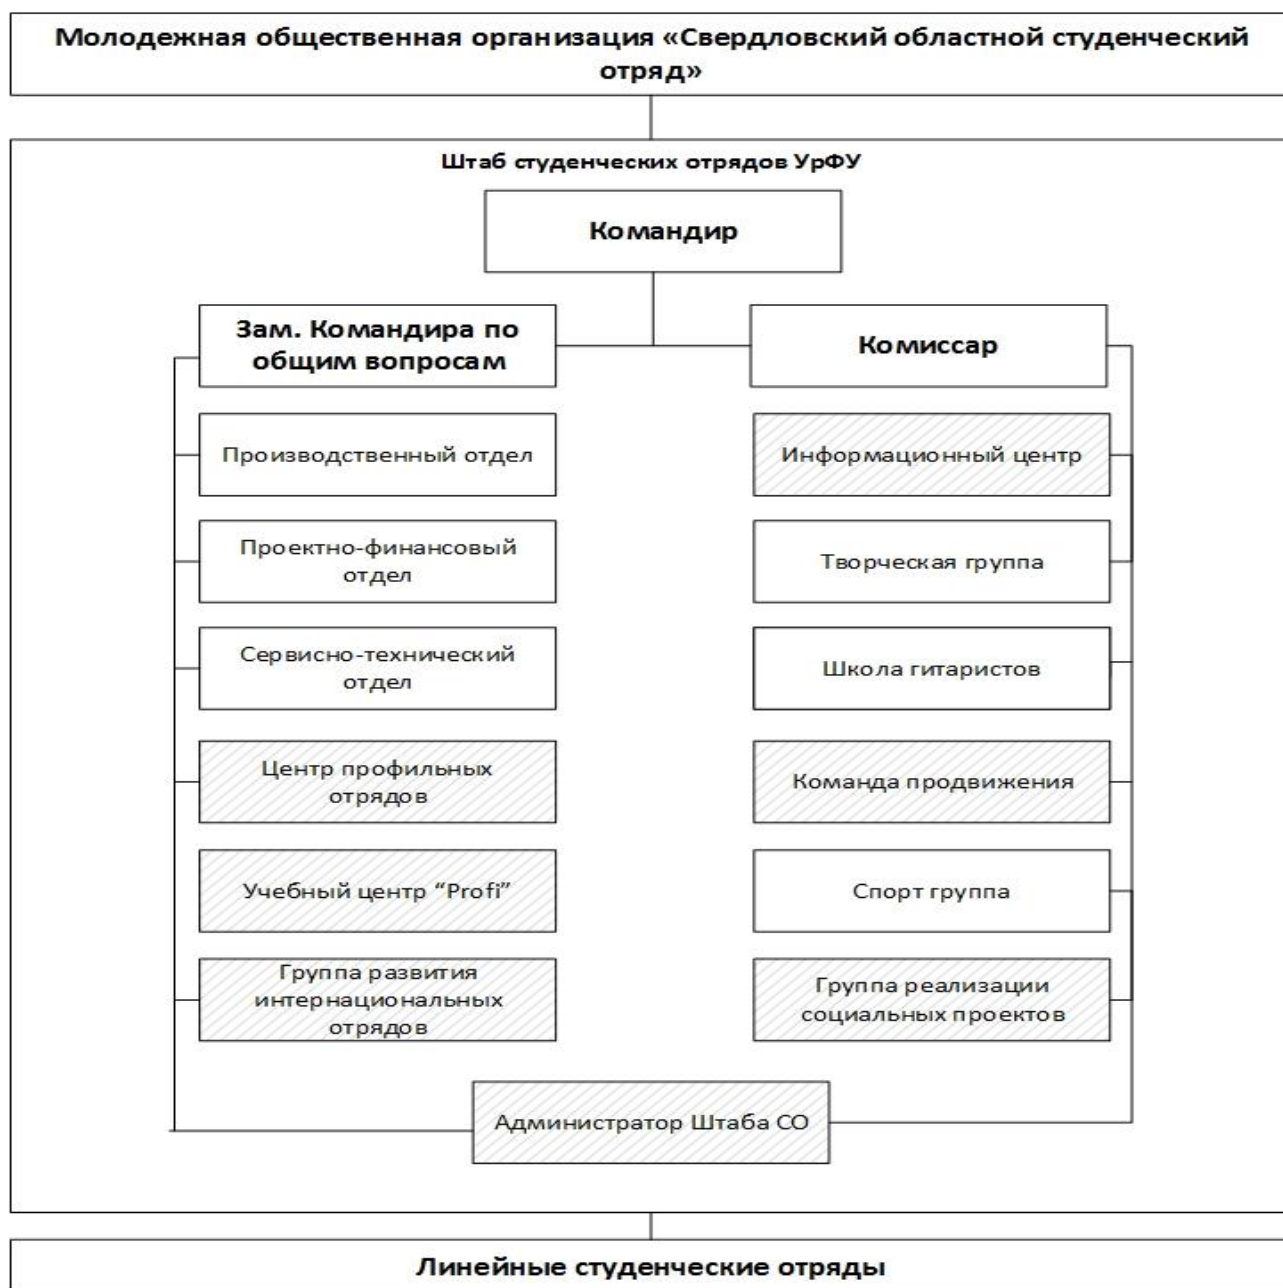 Молодежная общественная организация «Свердловский областной студенческий
отряд»
Штаб студенческих отрядов УрФУ
Командир
Зам. Командира по
общим вопросам
Комиссар
Производственный отдел
Информационный центр
Проектно-финансовый
отдел
Творческая группа
Сервисно-технический
отдел
Школа гитаристов
Центр профильных
отрядов
Команда продвижения
Учебный центр “Profi”
Спорт группа
Группа развития
интернациональных
отрядов
Группа реализации
социальных проектов
Администратор Штаба СО
Линейные студенческие отряды